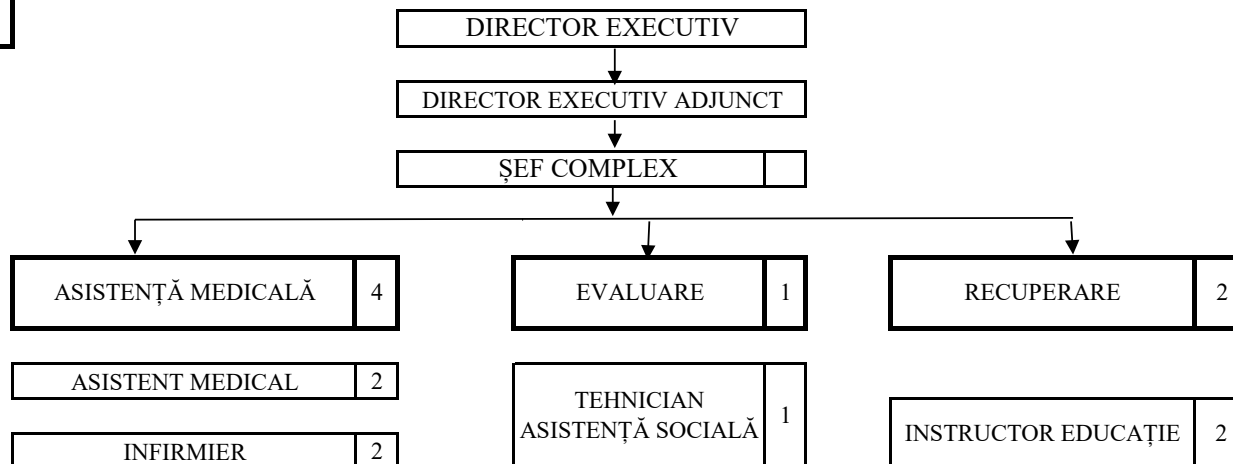 DIRECTOR EXECUTIV
DIRECTOR EXECUTIV ADJUNCT
ȘEF COMPLEX
ASISTENȚĂ MEDICALĂ 4
EVALUARE 1
RECUPERARE 2
ASISTENT MEDICAL 2
TEHNICIAN
ASISTENȚĂ SOCIALĂ 1
INSTRUCTOR EDUCAȚIE 2
INFIRMIER 2